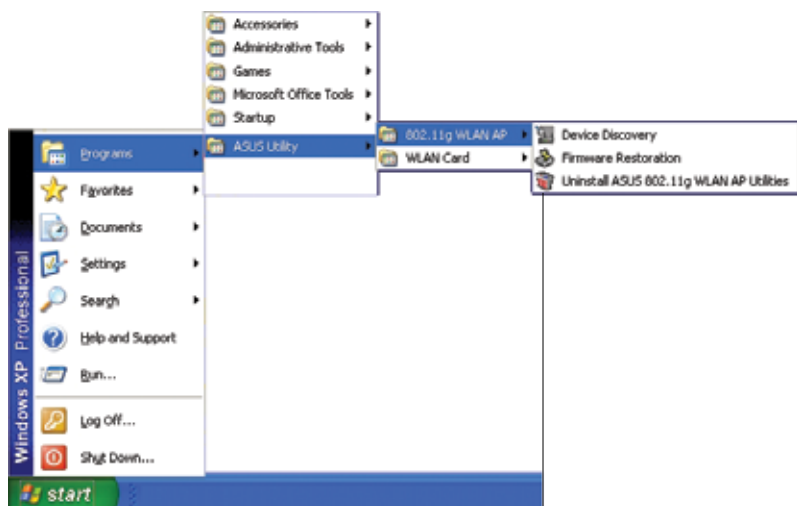 Accessories
Administrative Tools
Games
Microsoft Office Tools
Startup
ASUS Utility
802.11g WLAN AP
WLAN Card
Device Discovery
Firmware Restoration
Uninstall ASUS 802.11g WLAN AP Utilities
Programs
Favorites
Documents
Settings
Search
Help and Support
Run...
Log Off...
Shut Down...
Windows XP Professional
start